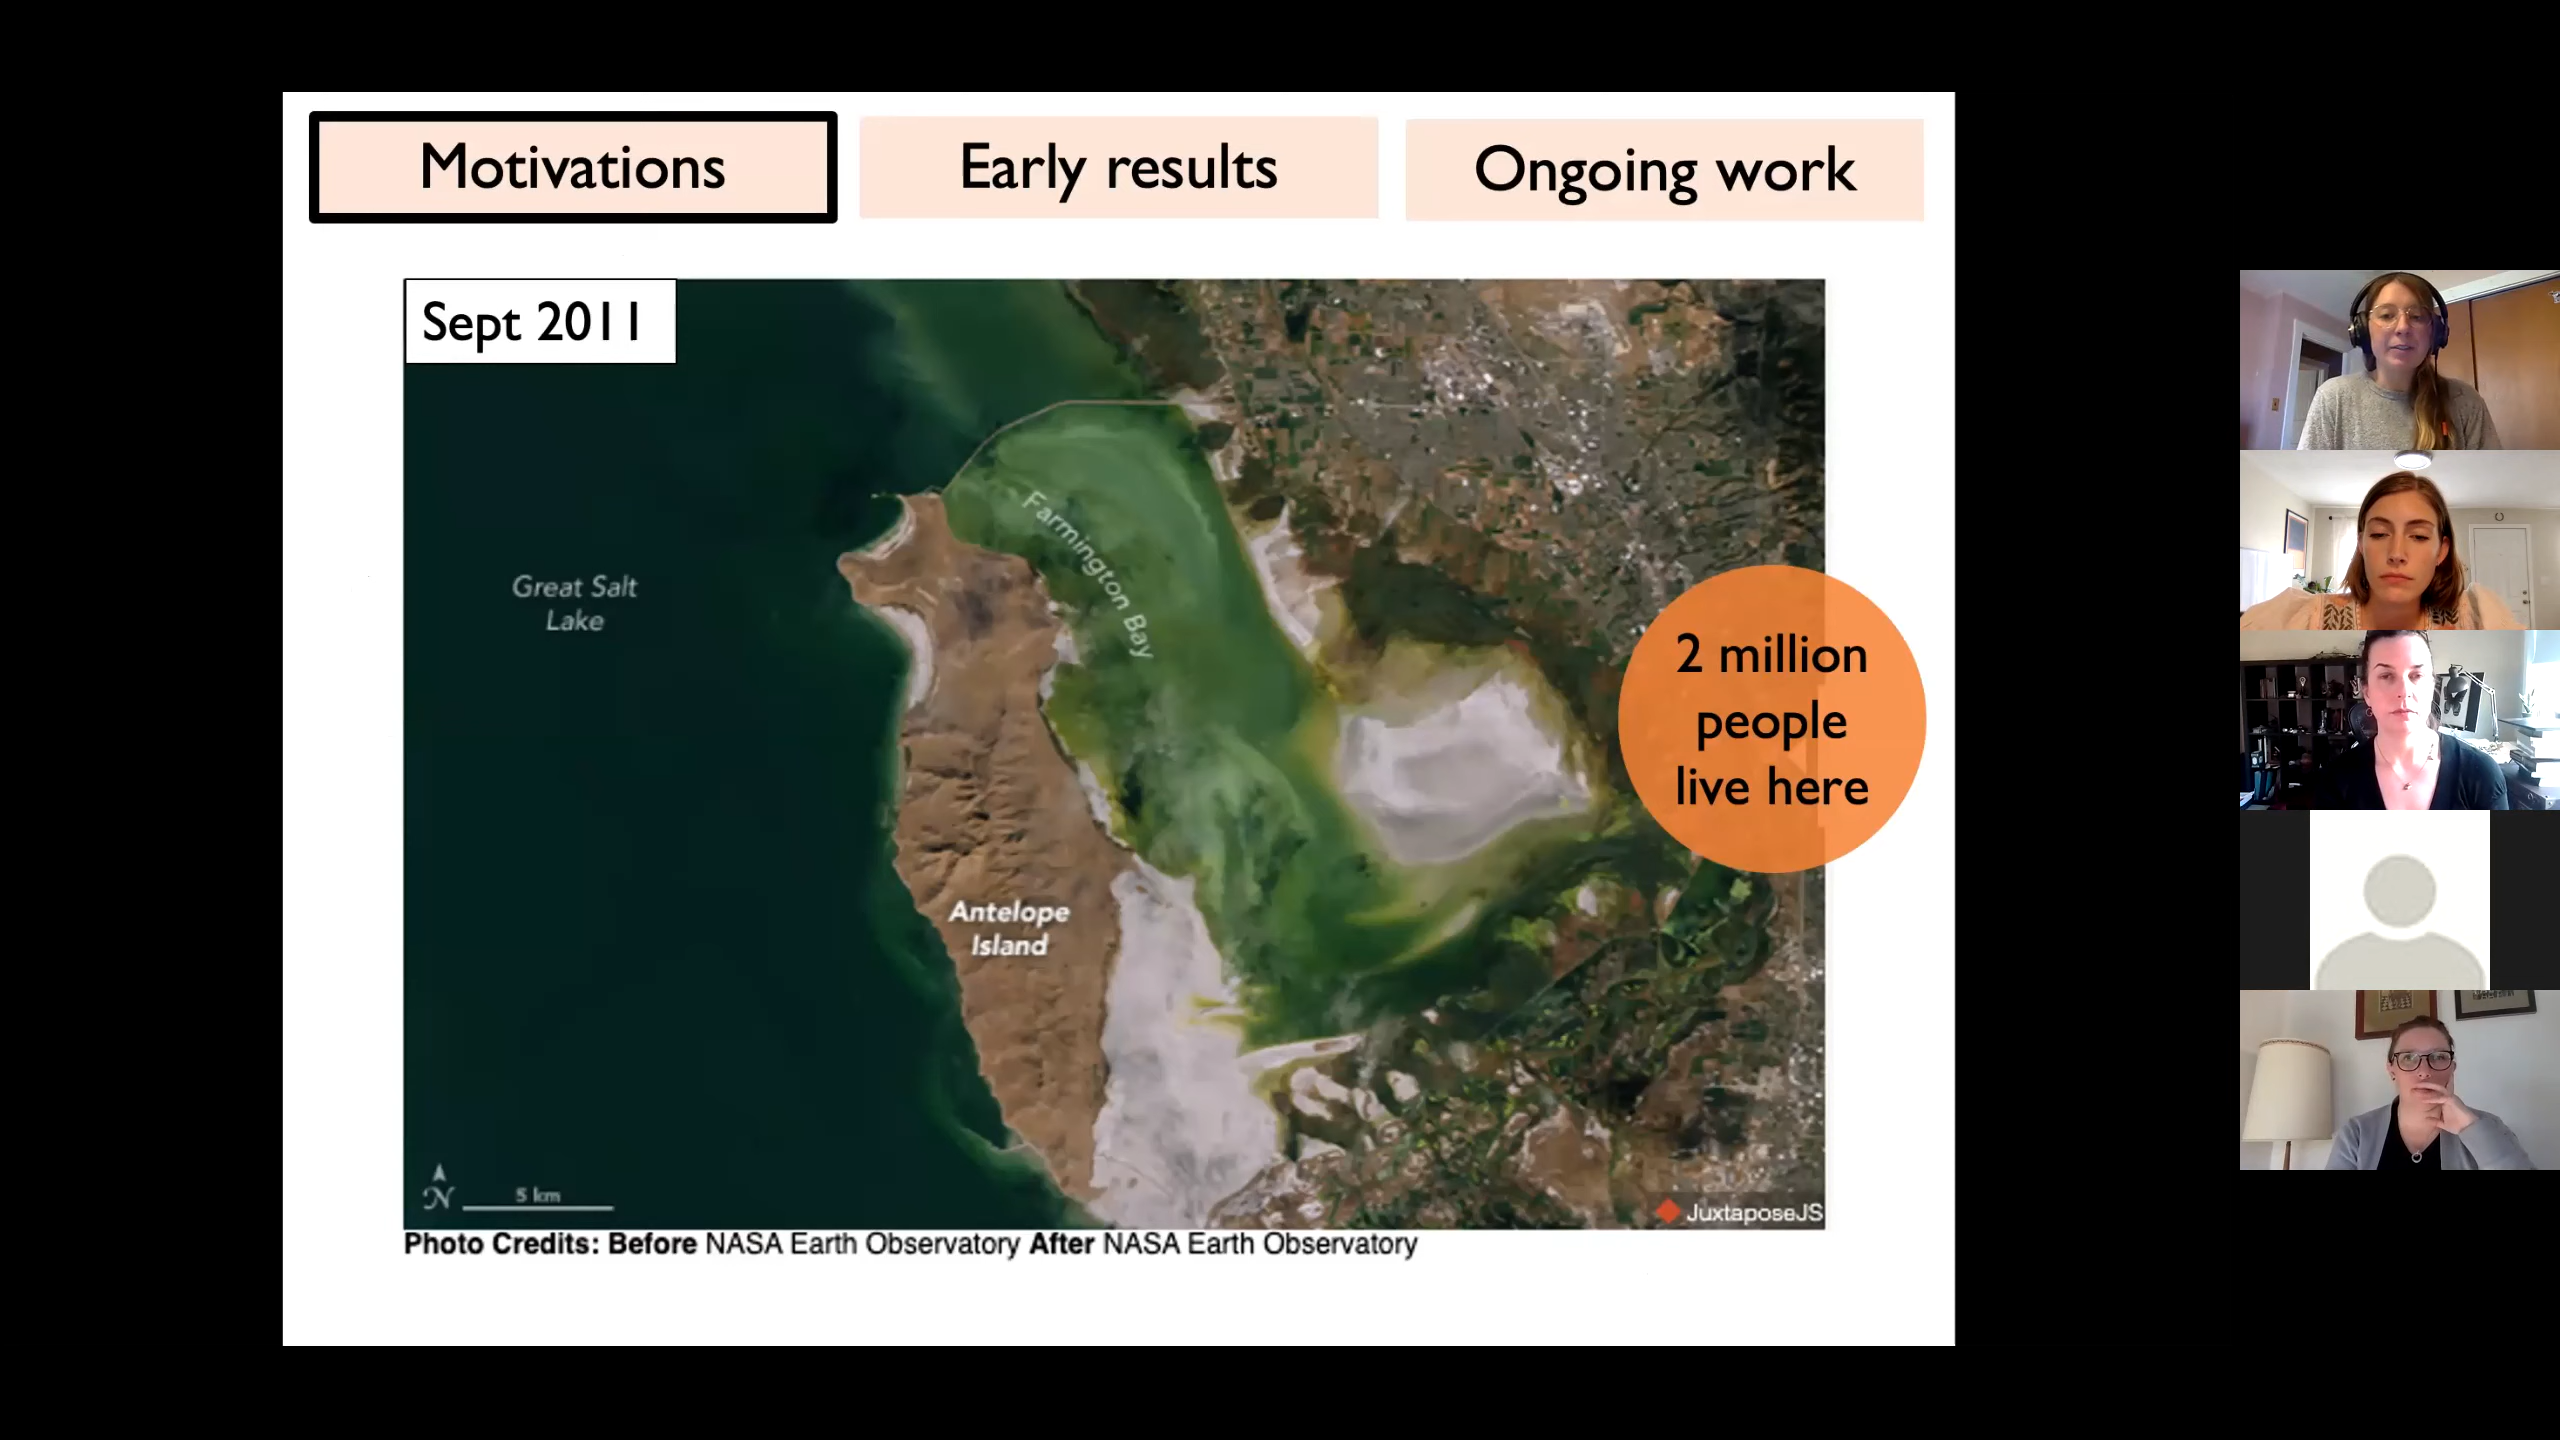 Motivations
Early results
Ongoing work
Sept 2011
Great Salt
Lake
Farmington Bay
2 million
people
live here
Antelope
Island
N
5 km
JuxtaposeJS
Photo Credits: Before NASA Earth Observatory After NASA Earth Observatory